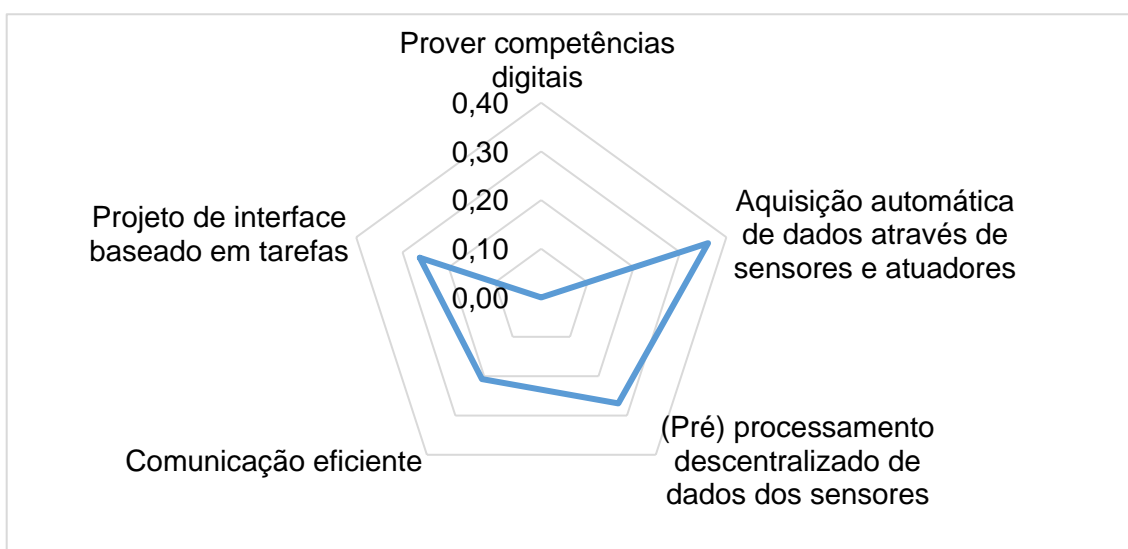 Prover competências
digitais
0,40
0,30
0,20
0,10
0,00
Aquisição automática
de dados através de
sensores e atuadores
(Pré) processamento
descentralizado de
dados dos sensores
Comunicação eficiente
Projeto de interface
baseado em tarefas